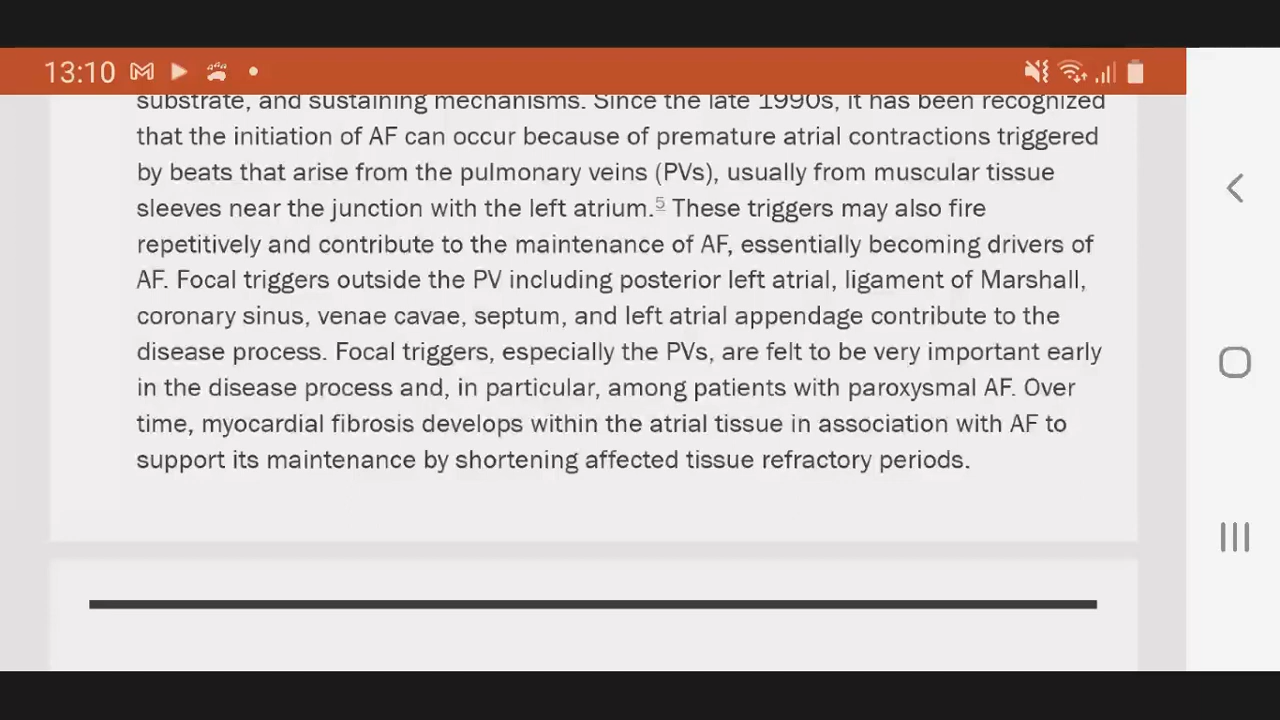 13:10
substrate, and sustaining mechanisms. Since the late 1990s, it has been recognized
that the initiation of AF can occur because of premature atrial contractions triggered
by beats that arise from the pulmonary veins (PVs), usually from muscular tissue
sleeves near the junction with the left atrium.5 These triggers may also fire
repetitively and contribute to the maintenance of AF, essentially becoming drivers of
AF. Focal triggers outside the PV including posterior left atrial, ligament of Marshall,
coronary sinus, venae cavae, septum, and left atrial appendage contribute to the
disease process. Focal triggers, especially the PVs, are felt to be very important early
in the disease process and, in particular, among patients with paroxysmal AF. Over
time, myocardial fibrosis develops within the atrial tissue in association with AF to
support its maintenance by shortening affected tissue refractory periods.